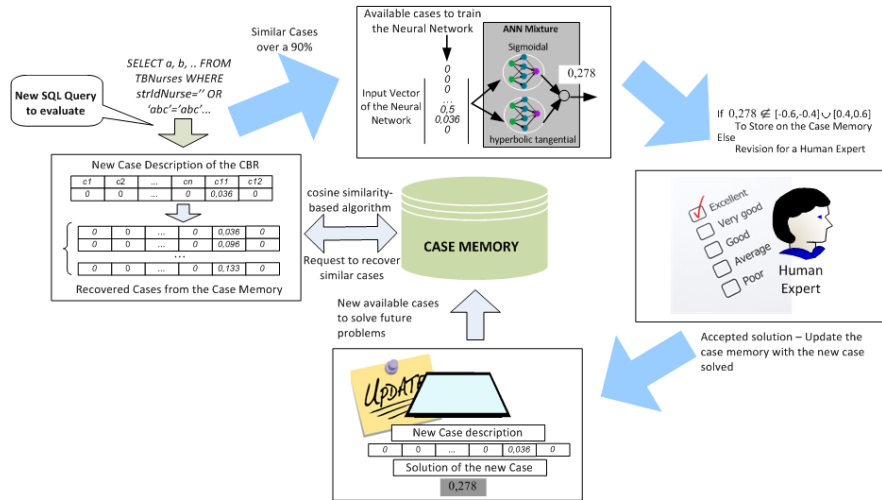 New SQL Query
to evaluate
SELECT a, b, .. FROM
TBNurses WHERE
strIdNurse='' OR
'abc'='abc'...
Similar Cases
over a 90%
New Case Description of the CBR
c1 c2 ... cn c11 c12
0 0 ... 0 0,036 0
0 0 ... 0 0,036 0
0 0 ... 0 0,096 0
...
0 0 ... 0 0,133 0
Recovered Cases from the Case Memory
Available cases to train
the Neural Network
Input Vector
of the Neural
Network
0
0
0
...
0,5
0,036
0
ANN Mixture
Sigmoidal
hyperbolic tangential
0,278
If 0,278 ∉ [-0.6,-0.4] ∪ [0.4,0.6]
To Store on the Case Memory
Else
Revision for a Human Expert
Excellent
Very good
Good
Average
Poor
Human
Expert
cosine similarity-
based algorithm
Request to recover
similar cases
CASE MEMORY
New available cases
to solve future
problems
Accepted solution – Update the
case memory with the new case
solved
UPDATE
New Case description
0 0 ... 0 0,036 0
Solution of the new Case
0,278